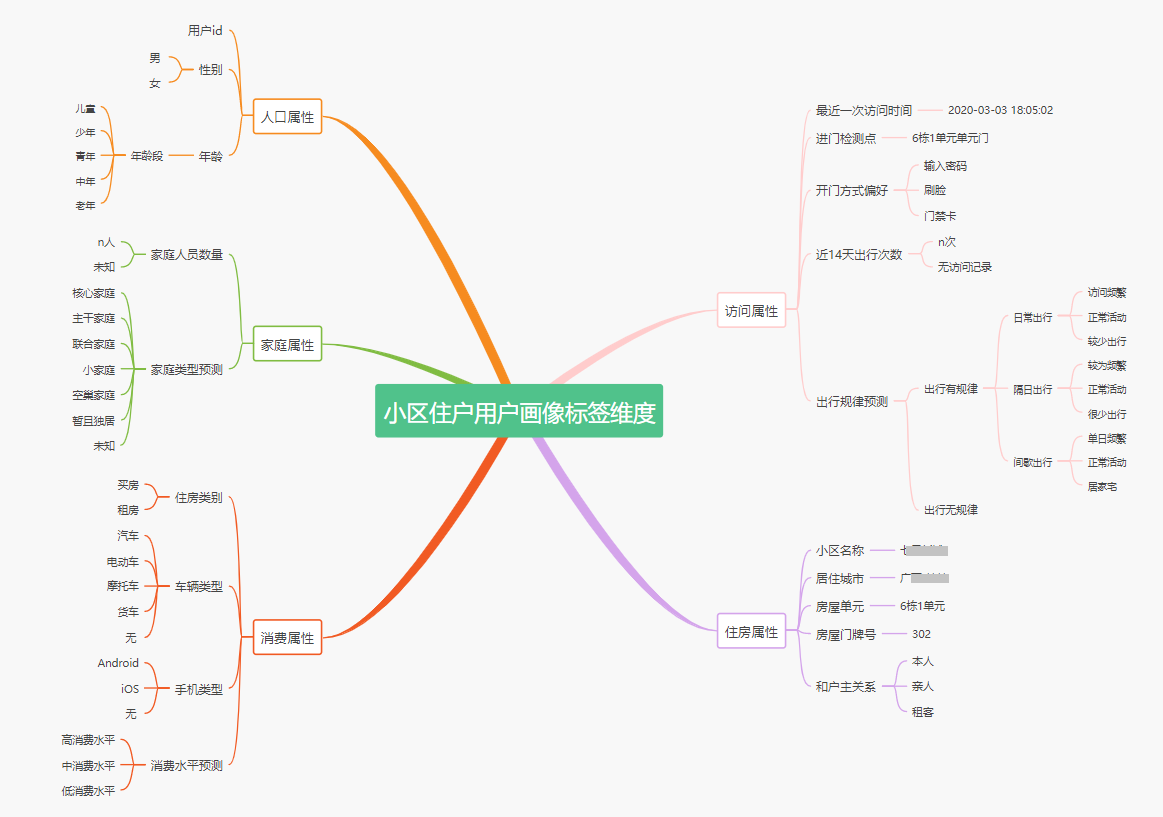 小区住户用户画像标签维度
人口属性
用户id
性别
男
女
年龄
年龄段
儿童
少年
青年
中年
老年
家庭属性
家庭人员数量
n人
未知
家庭类型预测
核心家庭
主干家庭
联合家庭
小家庭
空巢家庭
暂且独居
未知
消费属性
住房类别
买房
租房
车辆类型
汽车
电动车
摩托车
货车
无
手机类型
Android
iOS
无
消费水平预测
高消费水平
中消费水平
低消费水平
访问属性
最近一次访问时间
2020-03-03 18:05:02
进门检测点
6栋1单元单元门
开门方式偏好
输入密码
刷脸
门禁卡
近14天出行次数
n次
无访问记录
出行规律预测
出行有规律
日常出行
访问频繁
正常活动
较少出行
隔日出行
较为频繁
正常活动
很少出行
间歇出行
单日频繁
正常活动
居家宅
出行无规律
住房属性
小区名称
居住城市
房屋单元
6栋1单元
房屋门牌号
302
和户主关系
本人
亲人
租客